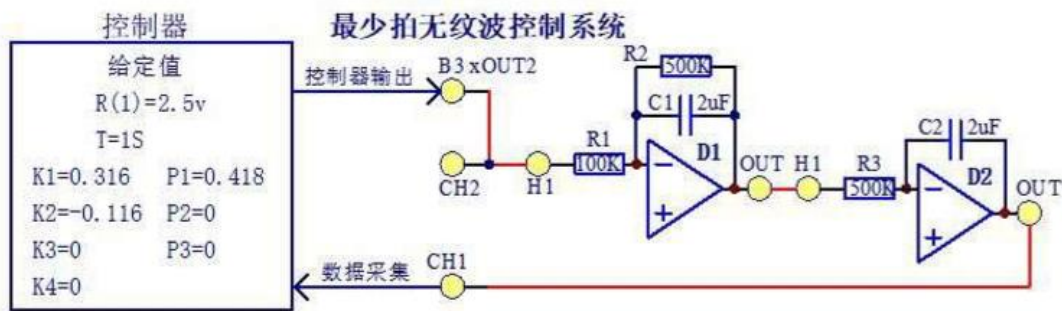 控制器
最少拍无纹波控制系统
给定值
R(1)=2.5v
T=1S
K1=0.316 P1=0.418
K2=-0.116 P2=0
K3=0 P3=0
K4=0
控制器输出
B3 xOUT2
CH2
H1
R1
100K
R2
500K
C1
2uF
D1
OUT
H1
R3
500K
C2
2uF
D2
OUT
数据采集
CH1